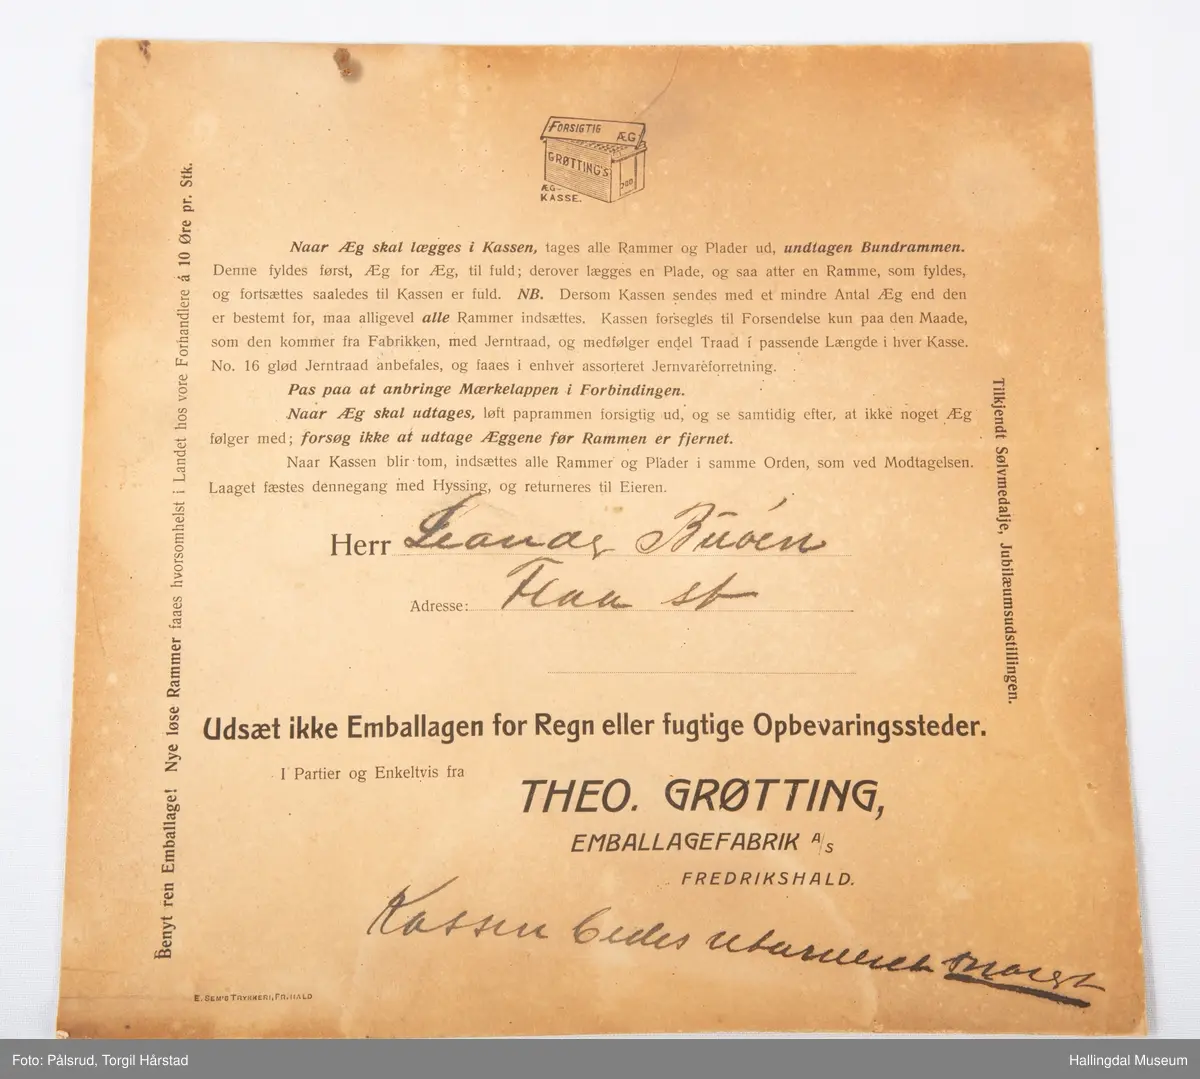 FORSIGTIG ÆG
GRØTTING'S
ÆG-
KASSE.
Naar Æg skal lægges i Kassen, tages alle Rammer og Plader ud, undtagen Bundrammen.
Denne fyldes først, Æg for Æg, til fuld; derover lægges en Plade, og saa atter en Ramme, som fyldes,
og fortsættes saaledes til Kassen er fuld. NB. Dersom Kassen sendes med et mindre Antal Æg end den
er bestemt for, maa alligevel alle Rammer indsættes. Kassen forsegles til Forsendelse kun paa den Maade,
som den kommer fra Fabrikken, med Jerntraad, og medfølger endel Traad i passende Længde i hver Kasse.
No. 16 glød Jerntraad anbefales, og faaes i enhver assorteret Jernvareforretning.
Pas paa at anbringe Mærkelappen i Forbindingen.
Naar Æg skal udtages, løft paprammen forsigtig ud, og se samtidig efter, at ikke noget Æg
følger med; forsøg ikke at udtage Æggene før Rammen er fjernet.
Naar Kassen blir tom, indsættes alle Rammer og Plader i samme Orden, som ved Modtagelsen.
Laaget fæstes dennegang med Hyssing, og returneres til Eieren.
Herr
Adresse: Flaa st
Udsæt ikke Emballagen for Regn eller fugtige Opbevaringssteder.
I Partier og Enkeltvis fra
THEO. GRØTTING,
EMBALLAGEFABRIK A/S
FREDRIKSHALD.
Kassen bedes returneret
E. SEM'S TRYKKERI, FR.HALD
Benyt ren Emballage! Nye løse Rammer faaes hvorsomhelst i Landet hos vore Forhandlere á 10 Øre pr. Stk.
Tilkjendt Sølvmedalje, Jubilæumsudstillingen.
Foto: Pålsrud, Torgil Hårstad
Hallingdal Museum